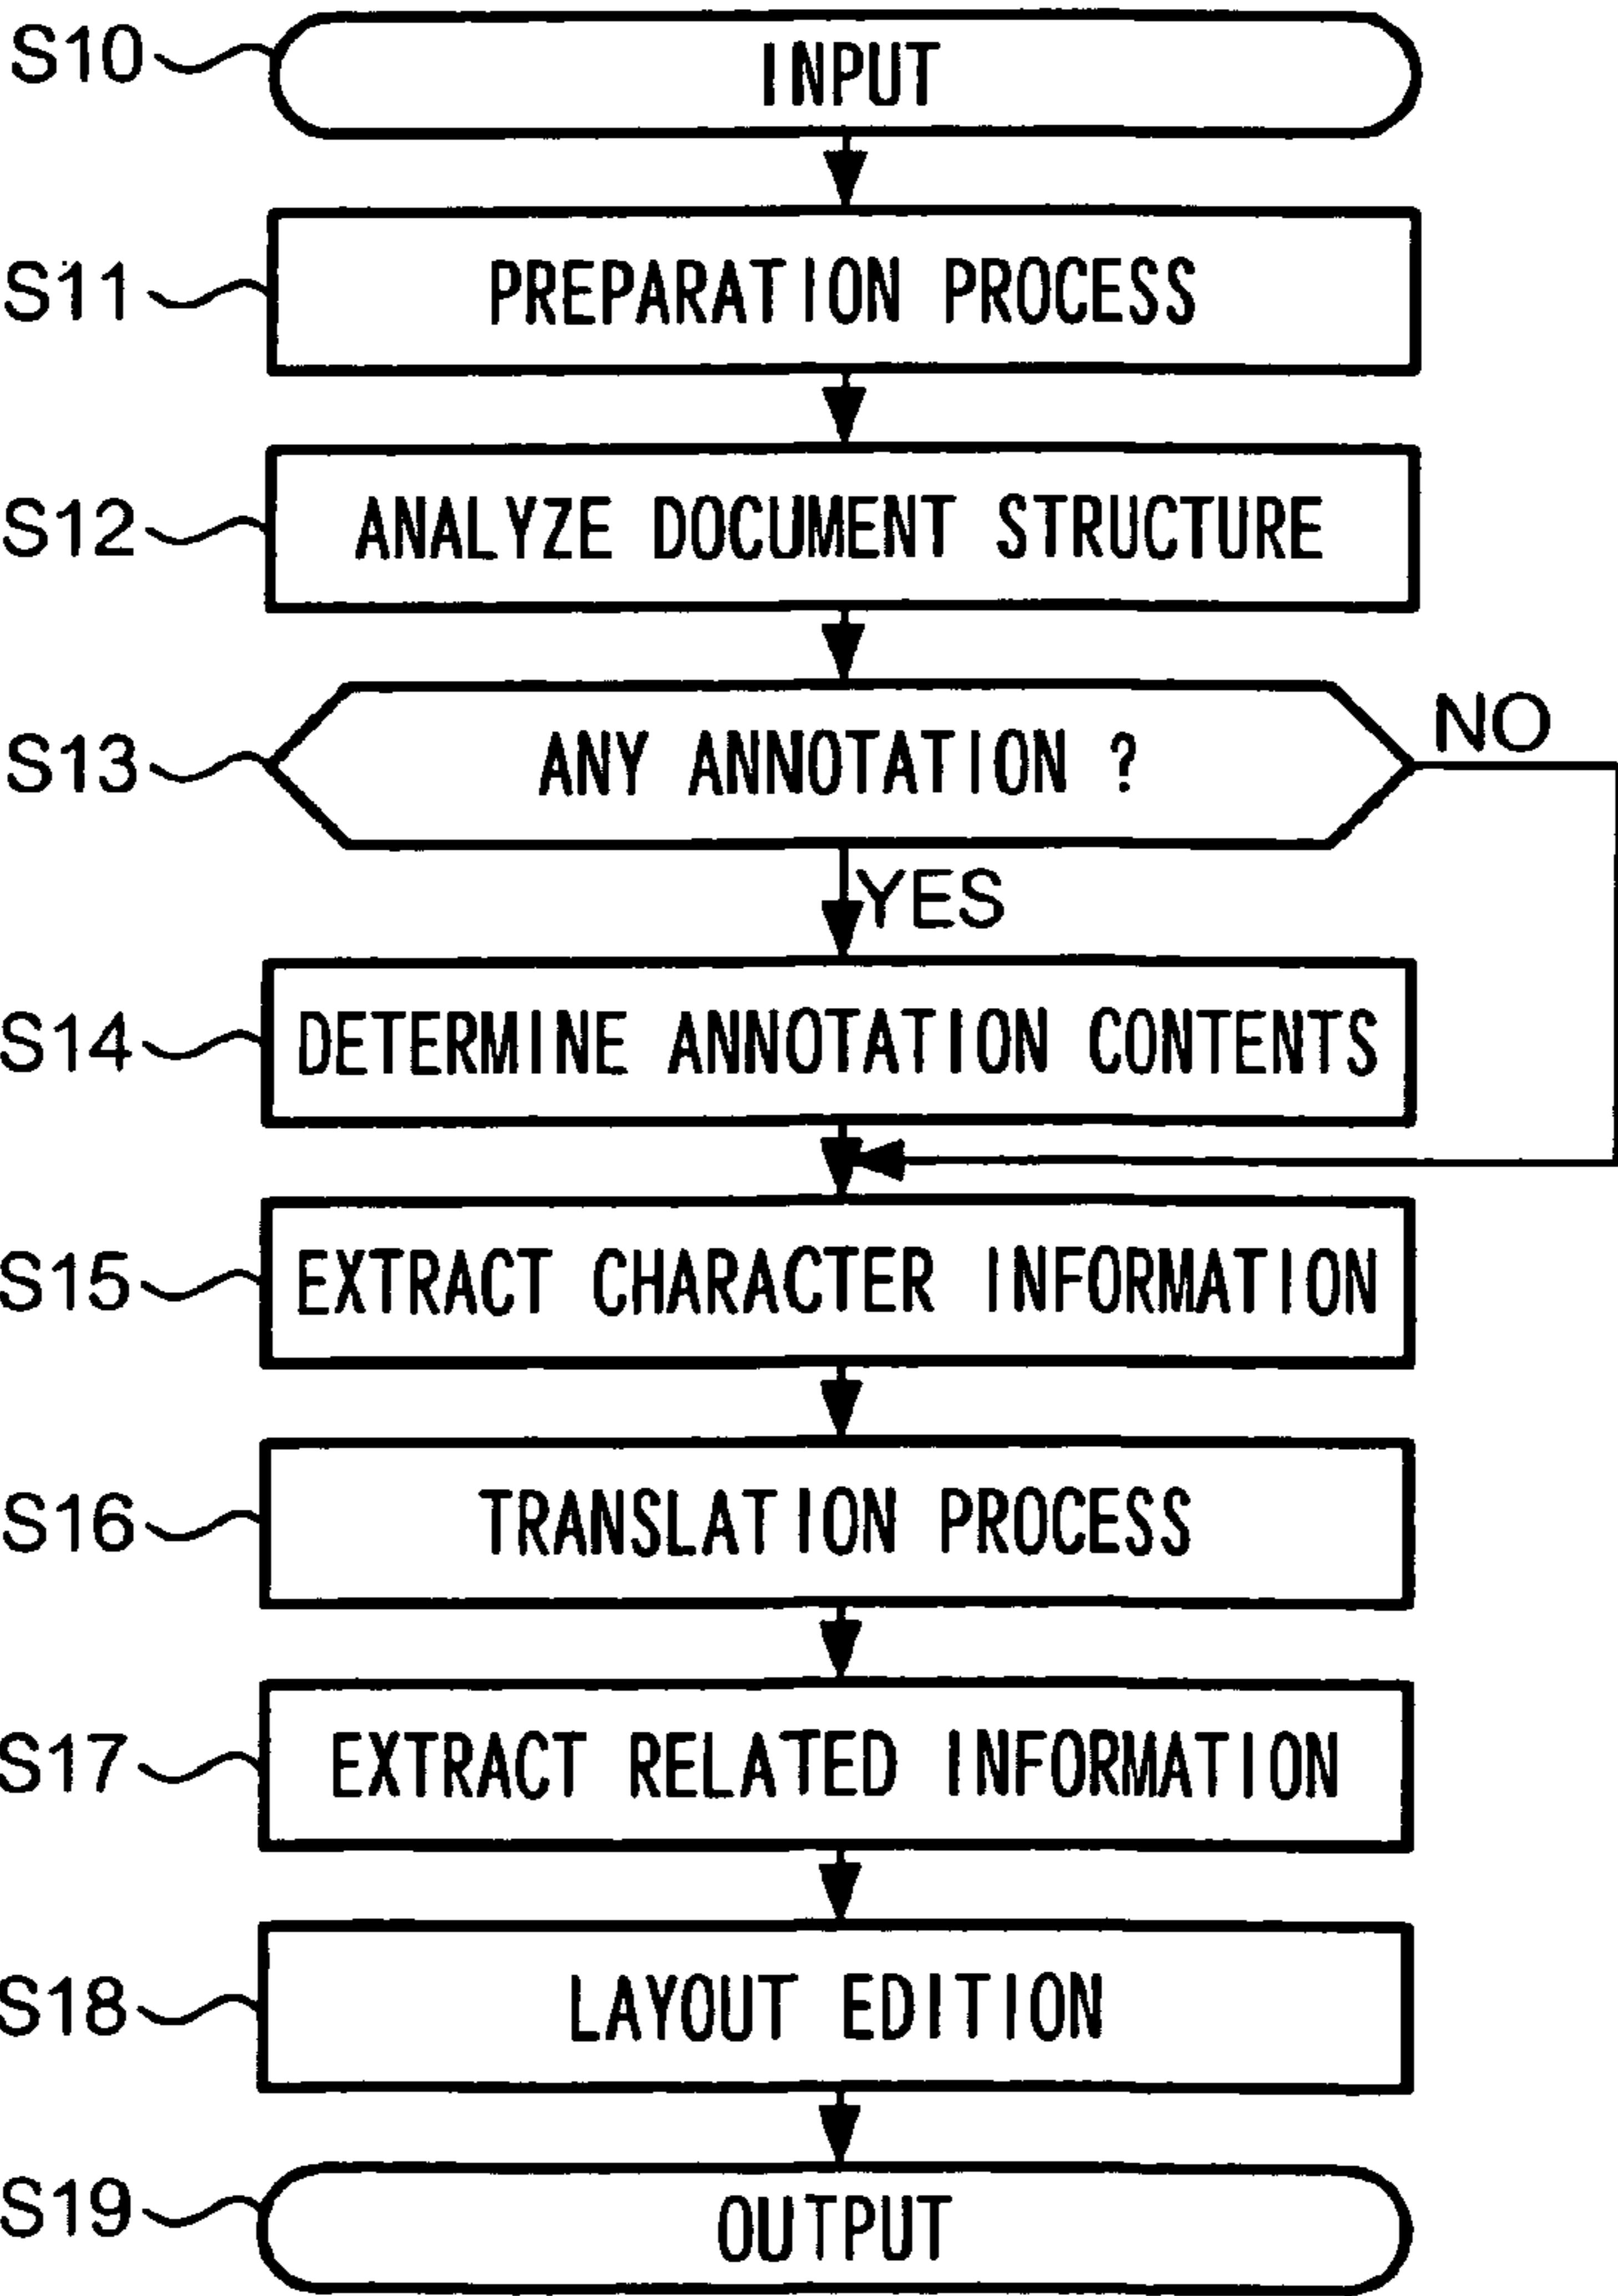 S10 INPUT
S11 PREPARATION PROCESS
S12 ANALYZE DOCUMENT STRUCTURE
S13 ANY ANNOTATION ? NO
YES
S14 DETERMINE ANNOTATION CONTENTS
S15 EXTRACT CHARACTER INFORMATION
S16 TRANSLATION PROCESS
S17 EXTRACT RELATED INFORMATION
S18 LAYOUT EDITION
S19 OUTPUT